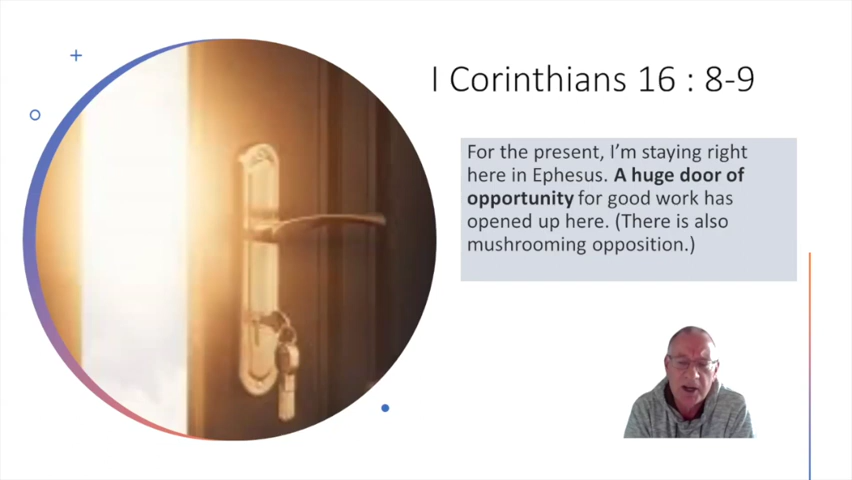 I Corinthians 16 : 8-9
For the present, I'm staying right
here in Ephesus. A huge door of
opportunity for good work has
opened up here. (There is also
mushrooming opposition.)